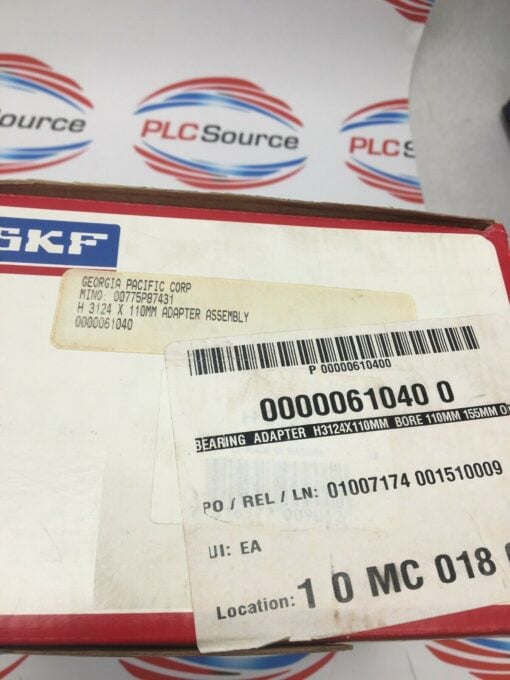 Source
PLCSource
PLCS
SKF
GEORGIA PACIFIC CORP
MINO: 00775P87431
H 3124 X 110MM ADAPTER ASSEMBLY
0000061040
P 00000610400
0000061040 0
BEARING ADAPTER H3124X110MM BORE 110MM 155MM O
PO / REL / LN: 01007174 001510009
UI: EA
Location: 1 0 MC 018